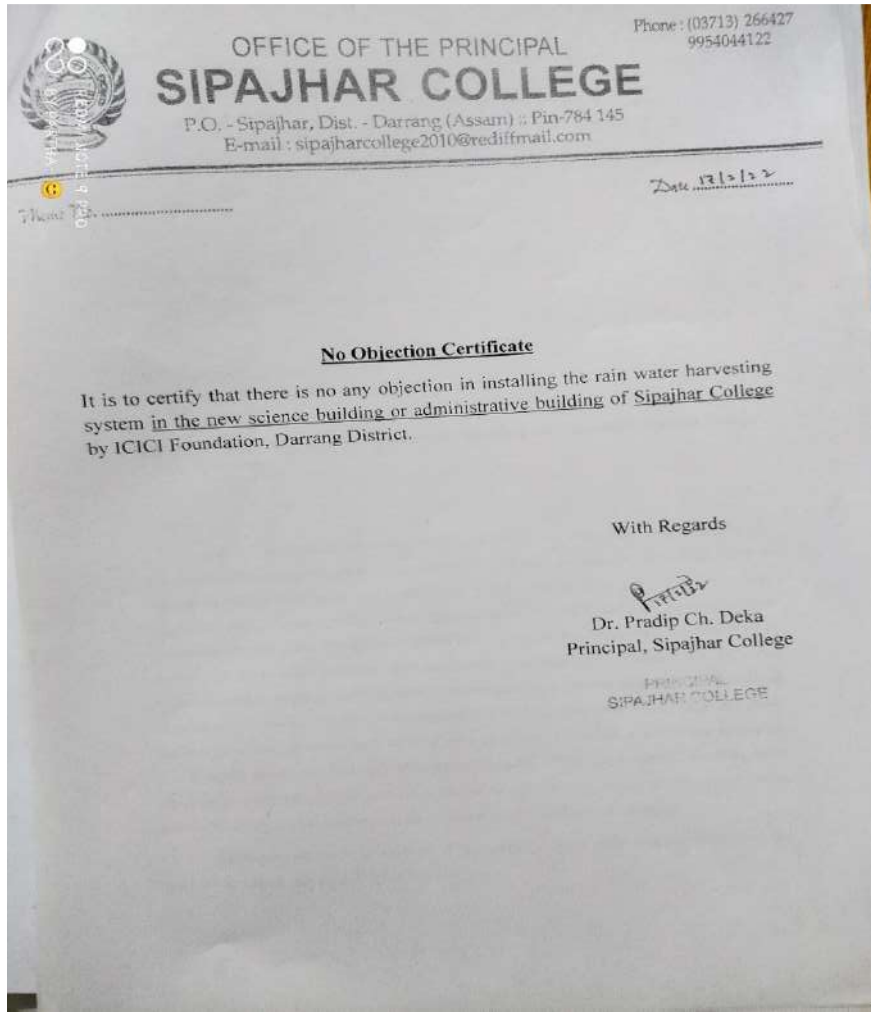 Phone : (03713) 266427
9954044122
OFFICE OF THE PRINCIPAL
SIPAJHAR COLLEGE
P.O. - Sipajhar, Dist. - Darrang (Assam) :: Pin-784 145
E-mail : sipajharcollege2010@rediffmail.com
Date
No Objection Certificate
It is to certify that there is no any objection in installing the rain water harvesting
system in the new science building or administrative building of Sipajhar College
by ICICI Foundation, Darrang District.
With Regards
Dr. Pradip Ch. Deka
Principal, Sipajhar College
PRINCIPAL
SIPAJHAR COLLEGE